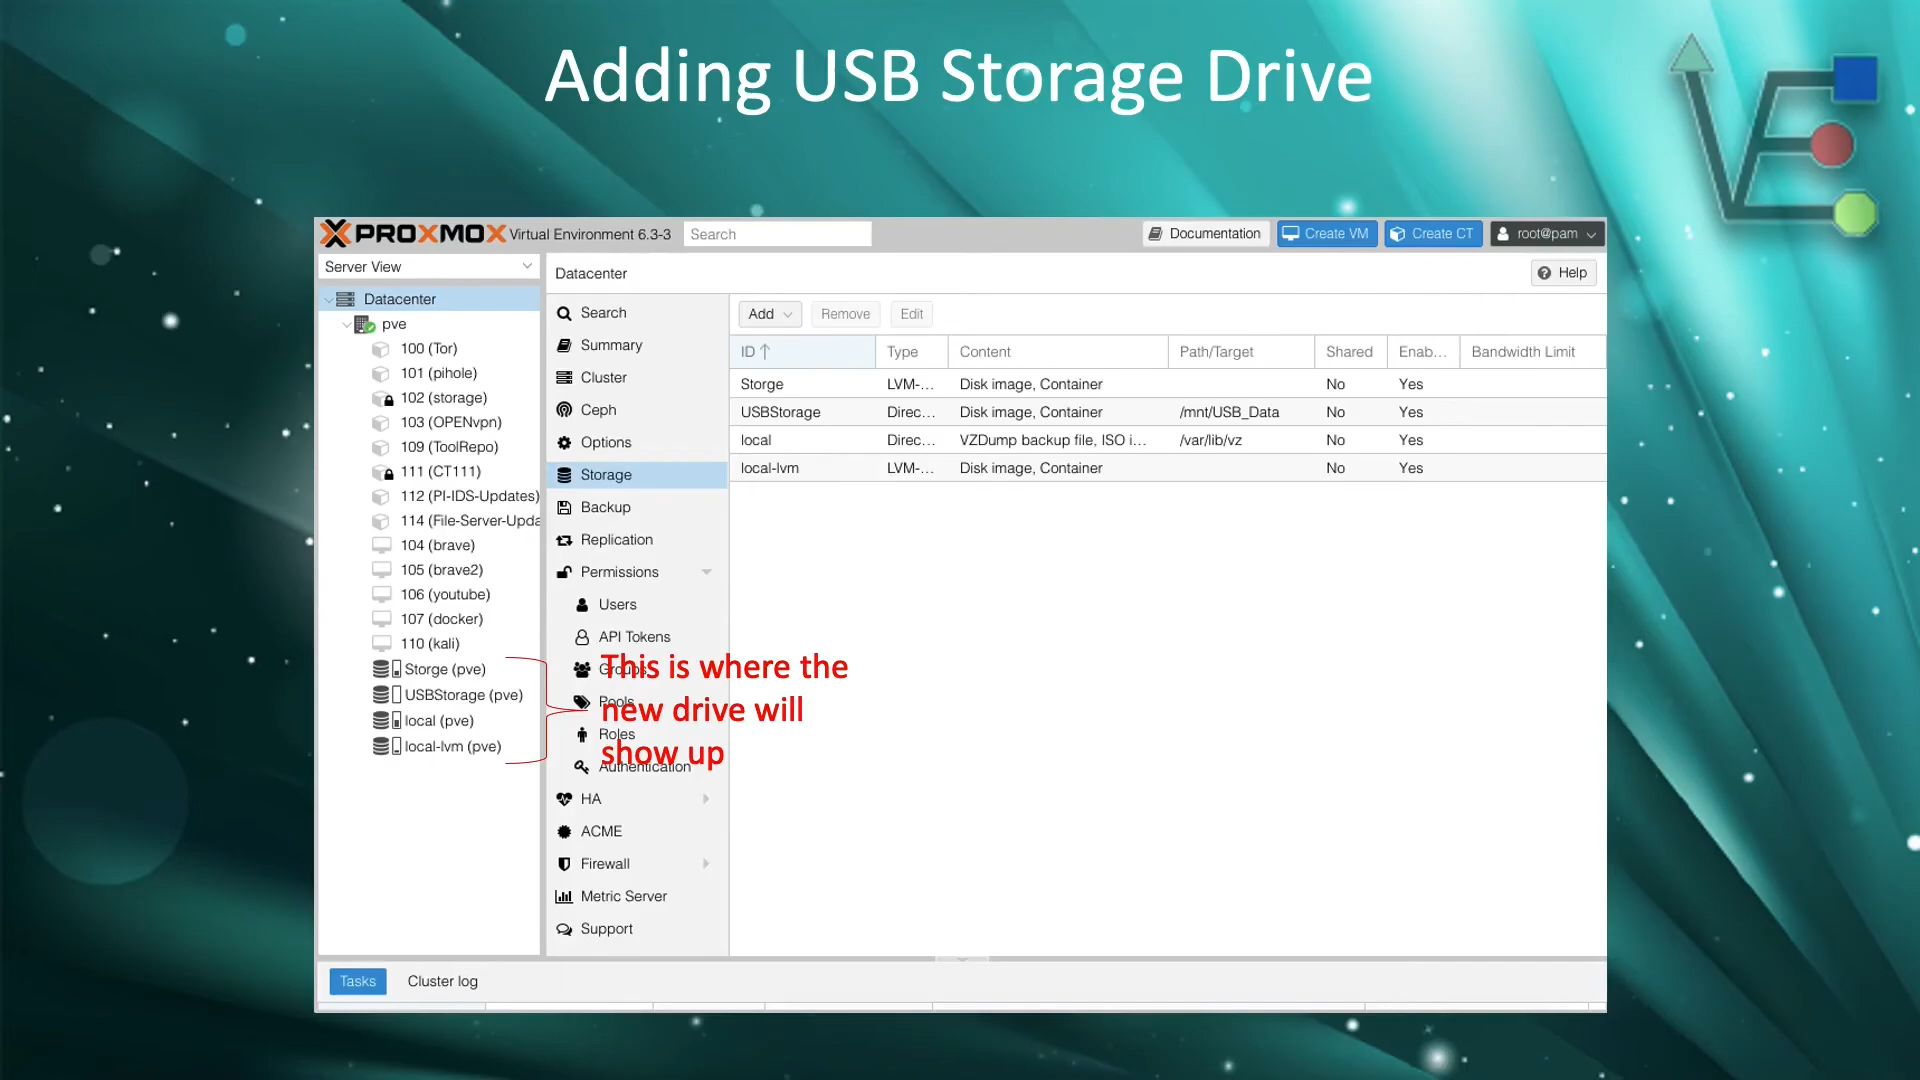 Adding USB Storage Drive
PROXMOX Virtual Environment 6.3-3
Search
Documentation
Create VM
Create CT
root@pam
Server View
Datacenter
pve
100 (Tor)
101 (pihole)
102 (storage)
103 (OPENvpn)
109 (ToolRepo)
111 (CT111)
112 (PI-IDS-Updates)
114 (File-Server-Upda
104 (brave)
105 (brave2)
106 (youtube)
107 (docker)
110 (kali)
Storge (pve)
USBStorage (pve)
local (pve)
local-lvm (pve)
Datacenter
Help
Search
Summary
Cluster
Ceph
Options
Storage
Backup
Replication
Permissions
Users
API Tokens
Groups
Pools
Roles
Authentication
HA
ACME
Firewall
Metric Server
Support
This is where the
new drive will
show up
Add
Remove
Edit
ID Type Content Path/Target Shared Enab... Bandwidth Limit
Storge LVM-... Disk image, Container No Yes
USBStorage Direc... Disk image, Container /mnt/USB_Data No Yes
local Direc... VZDump backup file, ISO i... /var/lib/vz No Yes
local-lvm LVM-... Disk image, Container No Yes
Tasks
Cluster log